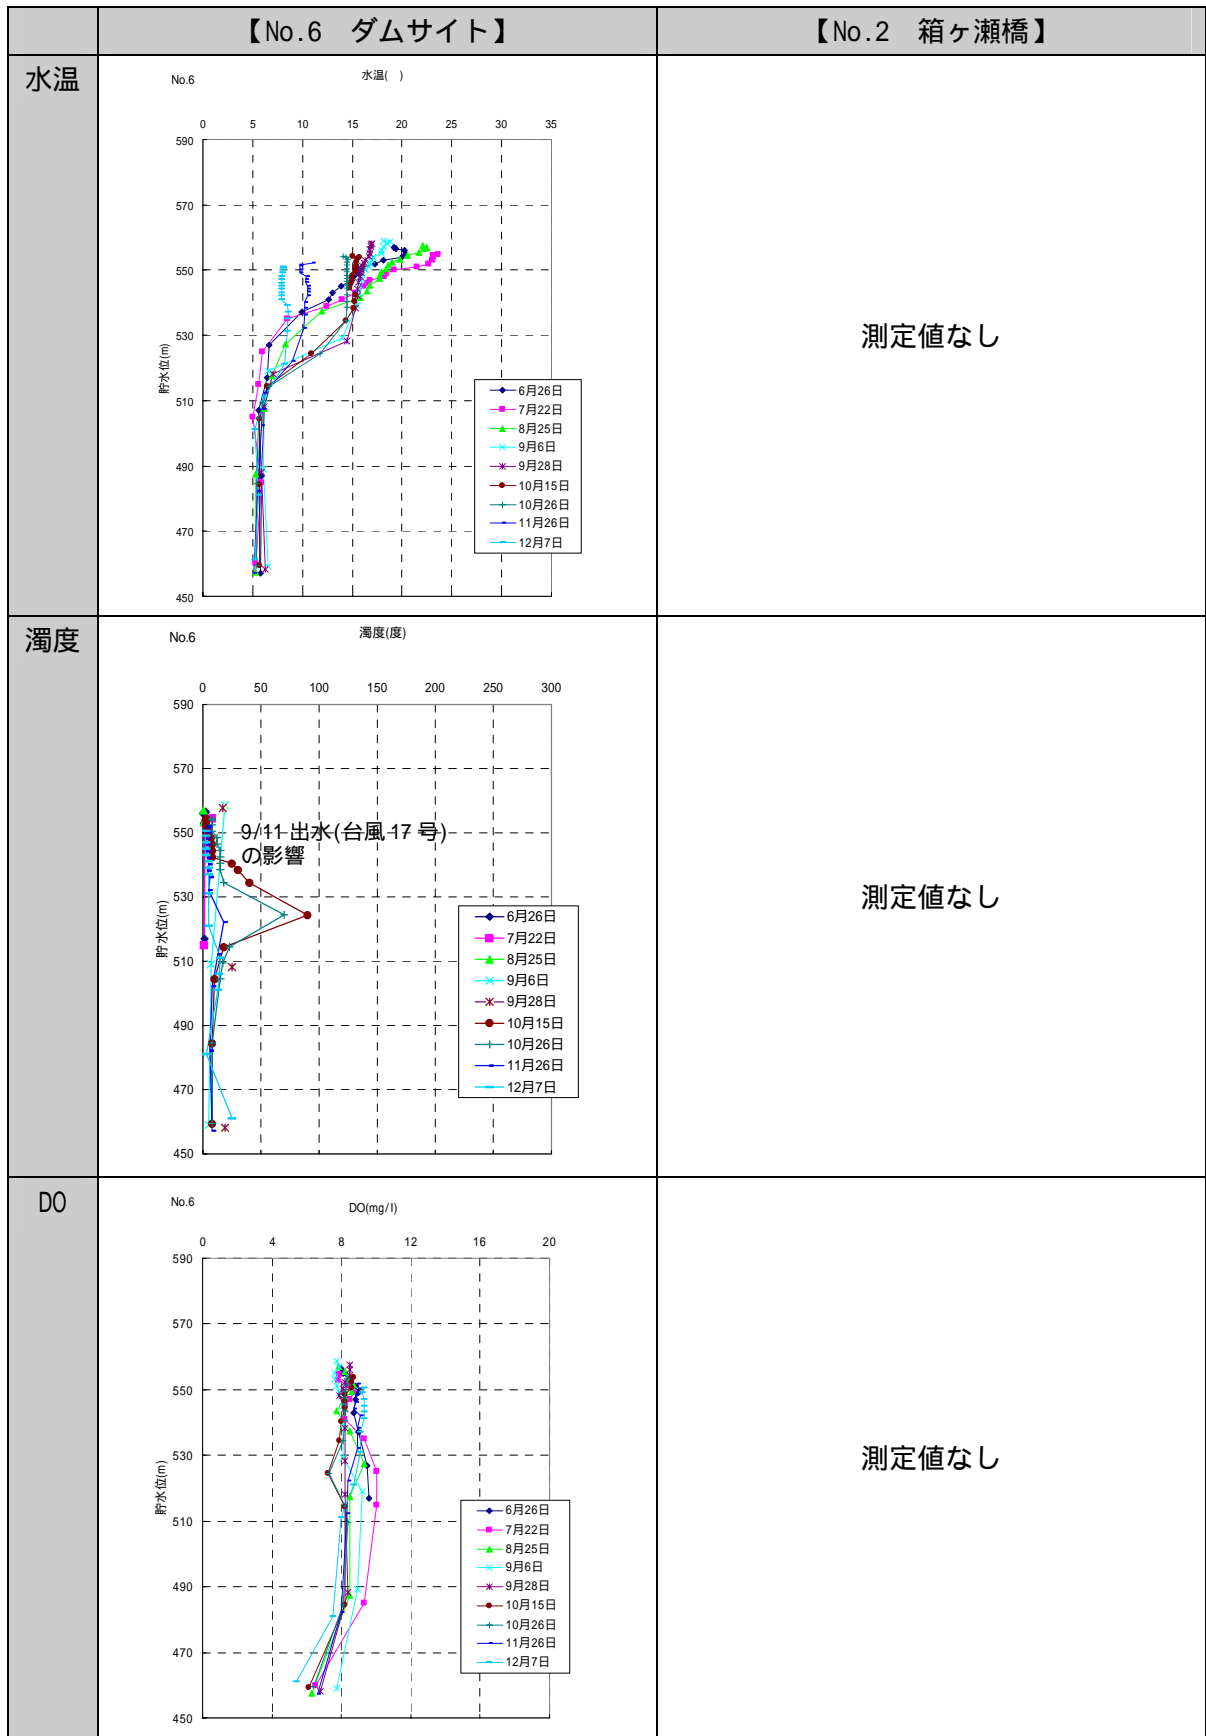 【No.6　ダムサイト】
【No.2　箱ヶ瀬橋】
水温
No.6
水温(　)
0 5 10 15 20 25 30 35
590
570
550
530
510
490
470
450
貯水位(m)
6月26日
7月22日
8月25日
9月6日
9月28日
10月15日
10月26日
11月26日
12月7日
測定値なし
濁度
No.6
濁度(度)
0 50 100 150 200 250 300
590
570
550
530
510
490
470
450
貯水位(m)
9/11 出水(台風 17 号)
の影響
6月26日
7月22日
8月25日
9月6日
9月28日
10月15日
10月26日
11月26日
12月7日
測定値なし
DO
No.6
DO(mg/l)
0 4 8 12 16 20
590
570
550
530
510
490
470
450
貯水位(m)
6月26日
7月22日
8月25日
9月6日
9月28日
10月15日
10月26日
11月26日
12月7日
測定値なし